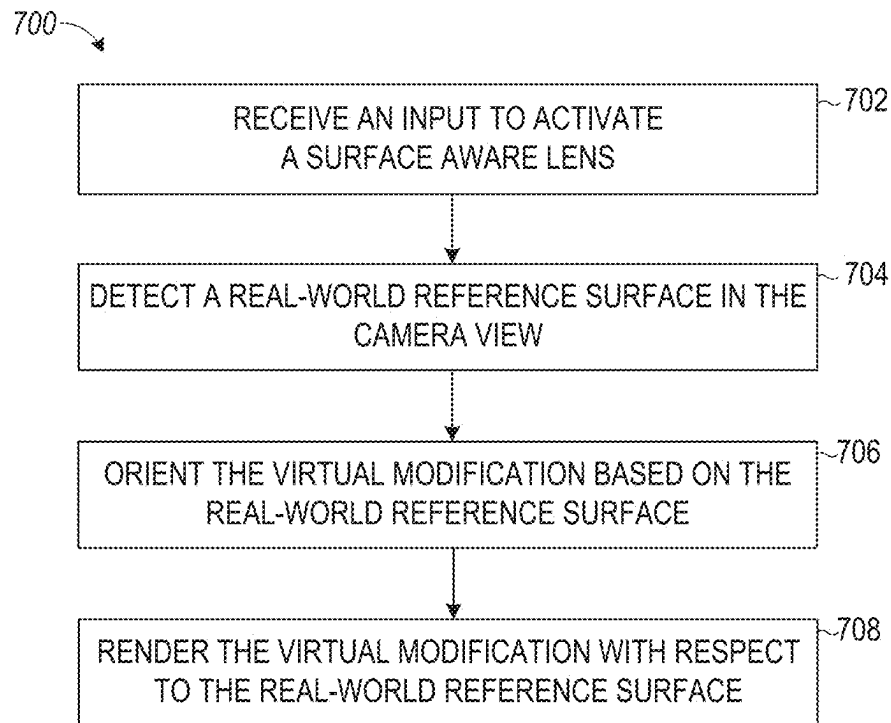 700
RECEIVE AN INPUT TO ACTIVATE
A SURFACE AWARE LENS
702
DETECT A REAL-WORLD REFERENCE SURFACE IN THE
CAMERA VIEW
704
ORIENT THE VIRTUAL MODIFICATION BASED ON THE
REAL-WORLD REFERENCE SURFACE
706
RENDER THE VIRTUAL MODIFICATION WITH RESPECT
TO THE REAL-WORLD REFERENCE SURFACE
708